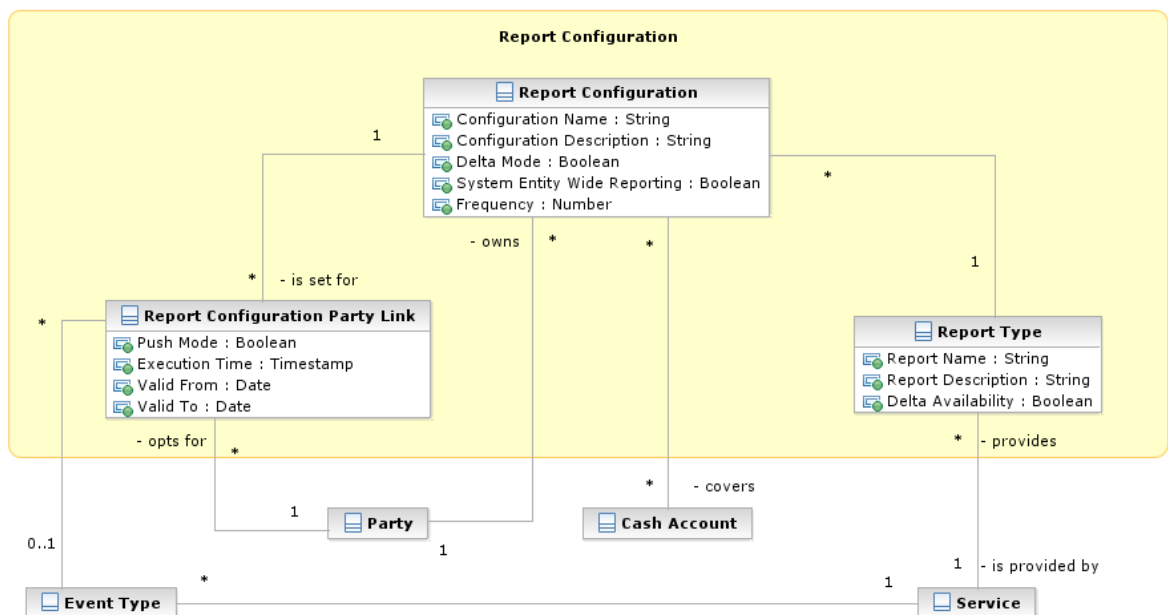 Report Configuration
Report Configuration
Configuration Name : String
Configuration Description : String
Delta Mode : Boolean
System Entity Wide Reporting : Boolean
Frequency : Number
1
*
- owns
*
*
1
*
- is set for
*
Report Configuration Party Link
Push Mode : Boolean
Execution Time : Timestamp
Valid From : Date
Valid To : Date
Report Type
Report Name : String
Report Description : String
Delta Availability : Boolean
- opts for
*
*
- provides
*
- covers
1
Party
1
Cash Account
0..1
1
- is provided by
*
1
Event Type
Service